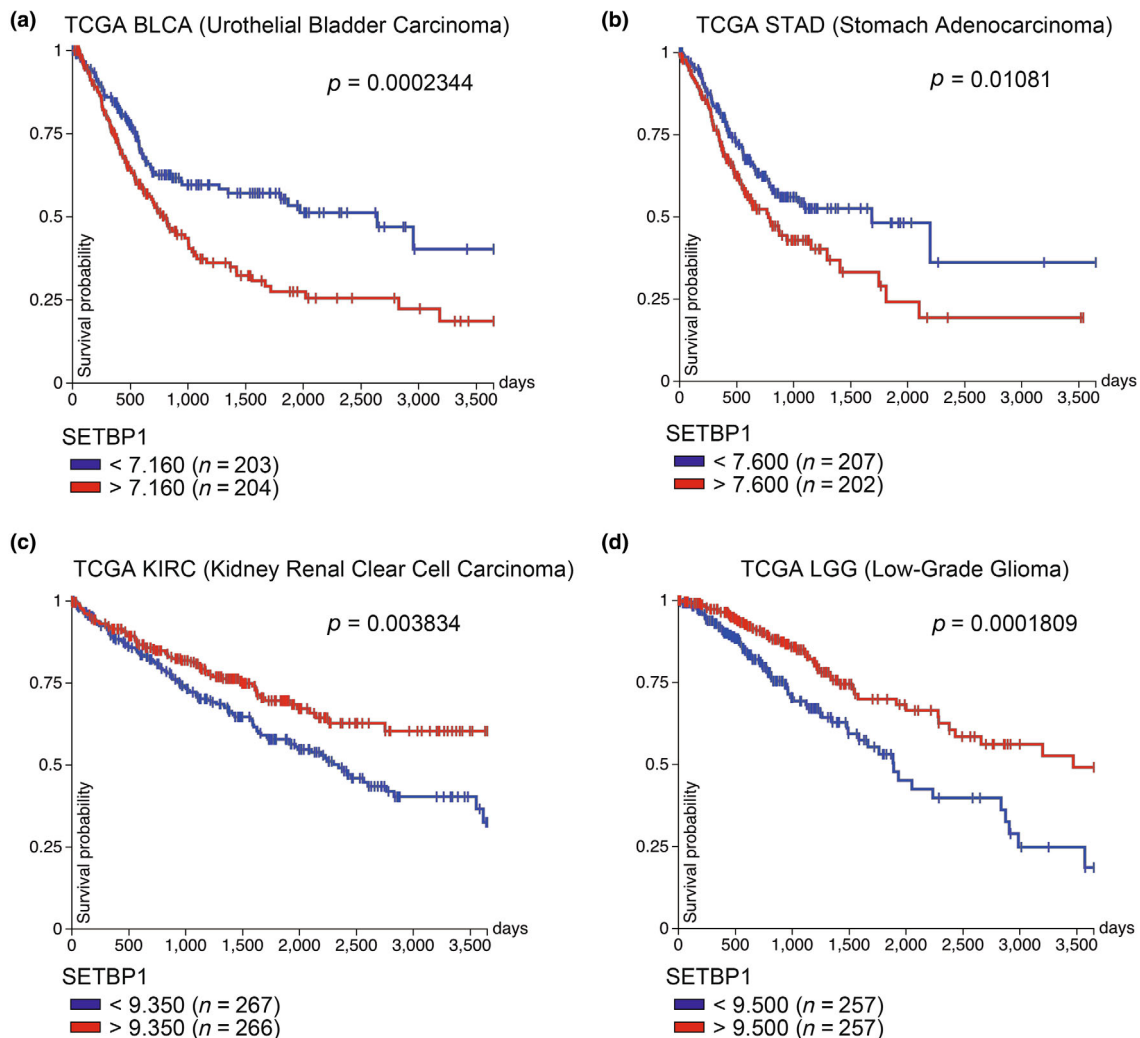 (a)
TCGA BLCA (Urothelial Bladder Carcinoma)
p = 0.0002344
1
0.75
0.5
0.25
0
Survival probability
0 500 1,000 1,500 2,000 2,500 3,000 3,500 days
SETBP1
< 7.160 (n = 203)
> 7.160 (n = 204)
(b)
TCGA STAD (Stomach Adenocarcinoma)
p = 0.01081
1
0.75
0.5
0.25
0
Survival probability
0 500 1,000 1,500 2,000 2,500 3,000 3,500 days
SETBP1
< 7.600 (n = 207)
> 7.600 (n = 202)
(c)
TCGA KIRC (Kidney Renal Clear Cell Carcinoma)
p = 0.003834
1
0.75
0.5
0.25
0
Survival probability
0 500 1,000 1,500 2,000 2,500 3,000 3,500 days
SETBP1
< 9.350 (n = 267)
> 9.350 (n = 266)
(d)
TCGA LGG (Low-Grade Glioma)
p = 0.0001809
1
0.75
0.5
0.25
0
Survival probability
0 500 1,000 1,500 2,000 2,500 3,000 3,500 days
SETBP1
< 9.500 (n = 257)
> 9.500 (n = 257)